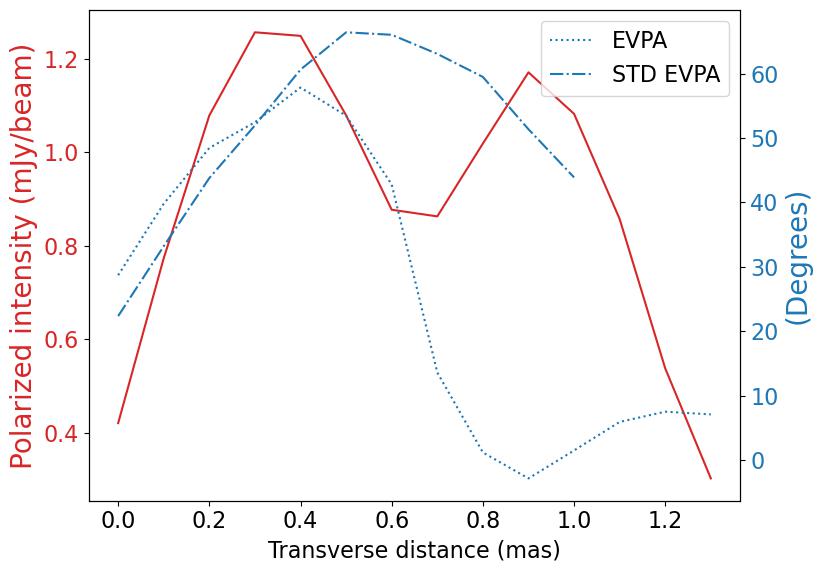 Polarized intensity (mJy/beam)
1.2
1.0
0.8
0.6
0.4
EVPA
STD EVPA
60
50
40
30
20
10
0
(Degrees)
0.0 0.2 0.4 0.6 0.8 1.0 1.2
Transverse distance (mas)